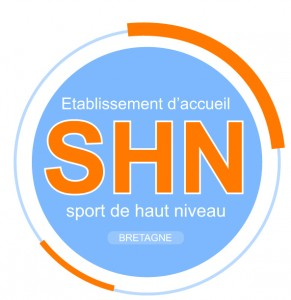 Etablissement d'accueil
SHN
sport de haut niveau
BRETAGNE